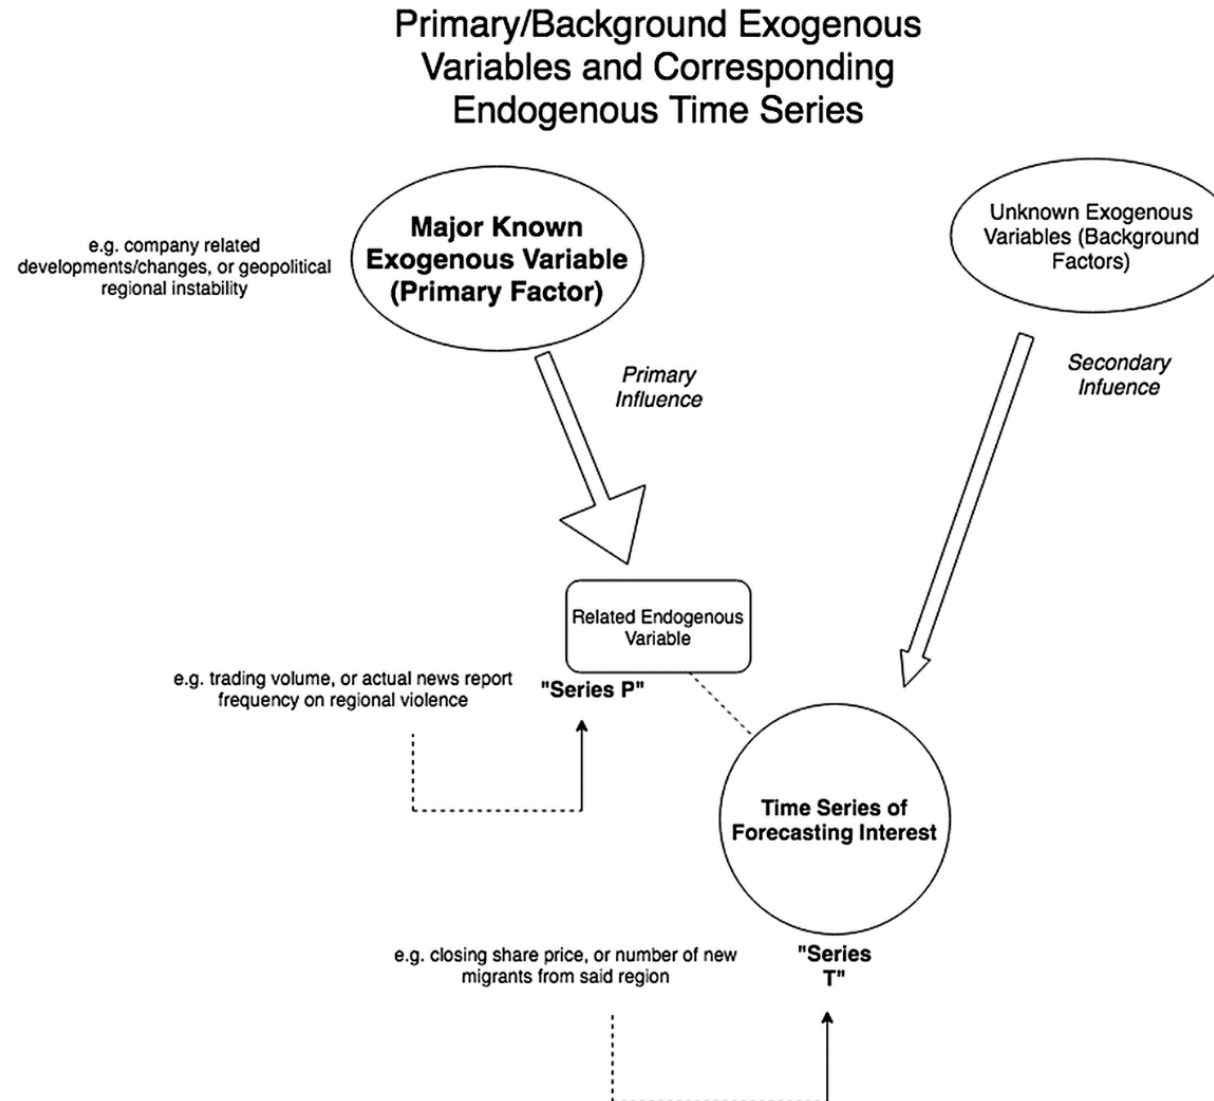 Primary/Background Exogenous
Variables and Corresponding
Endogenous Time Series
e.g. company related
developments/changes, or geopolitical
regional instability
Major Known
Exogenous Variable
(Primary Factor)
Unknown Exogenous
Variables (Background
Factors)
Primary
Influence
Secondary
Infuence
Related Endogenous
Variable
e.g. trading volume, or actual news report
frequency on regional violence
"Series P"
Time Series of
Forecasting Interest
e.g. closing share price, or number of new
migrants from said region
"Series
T"